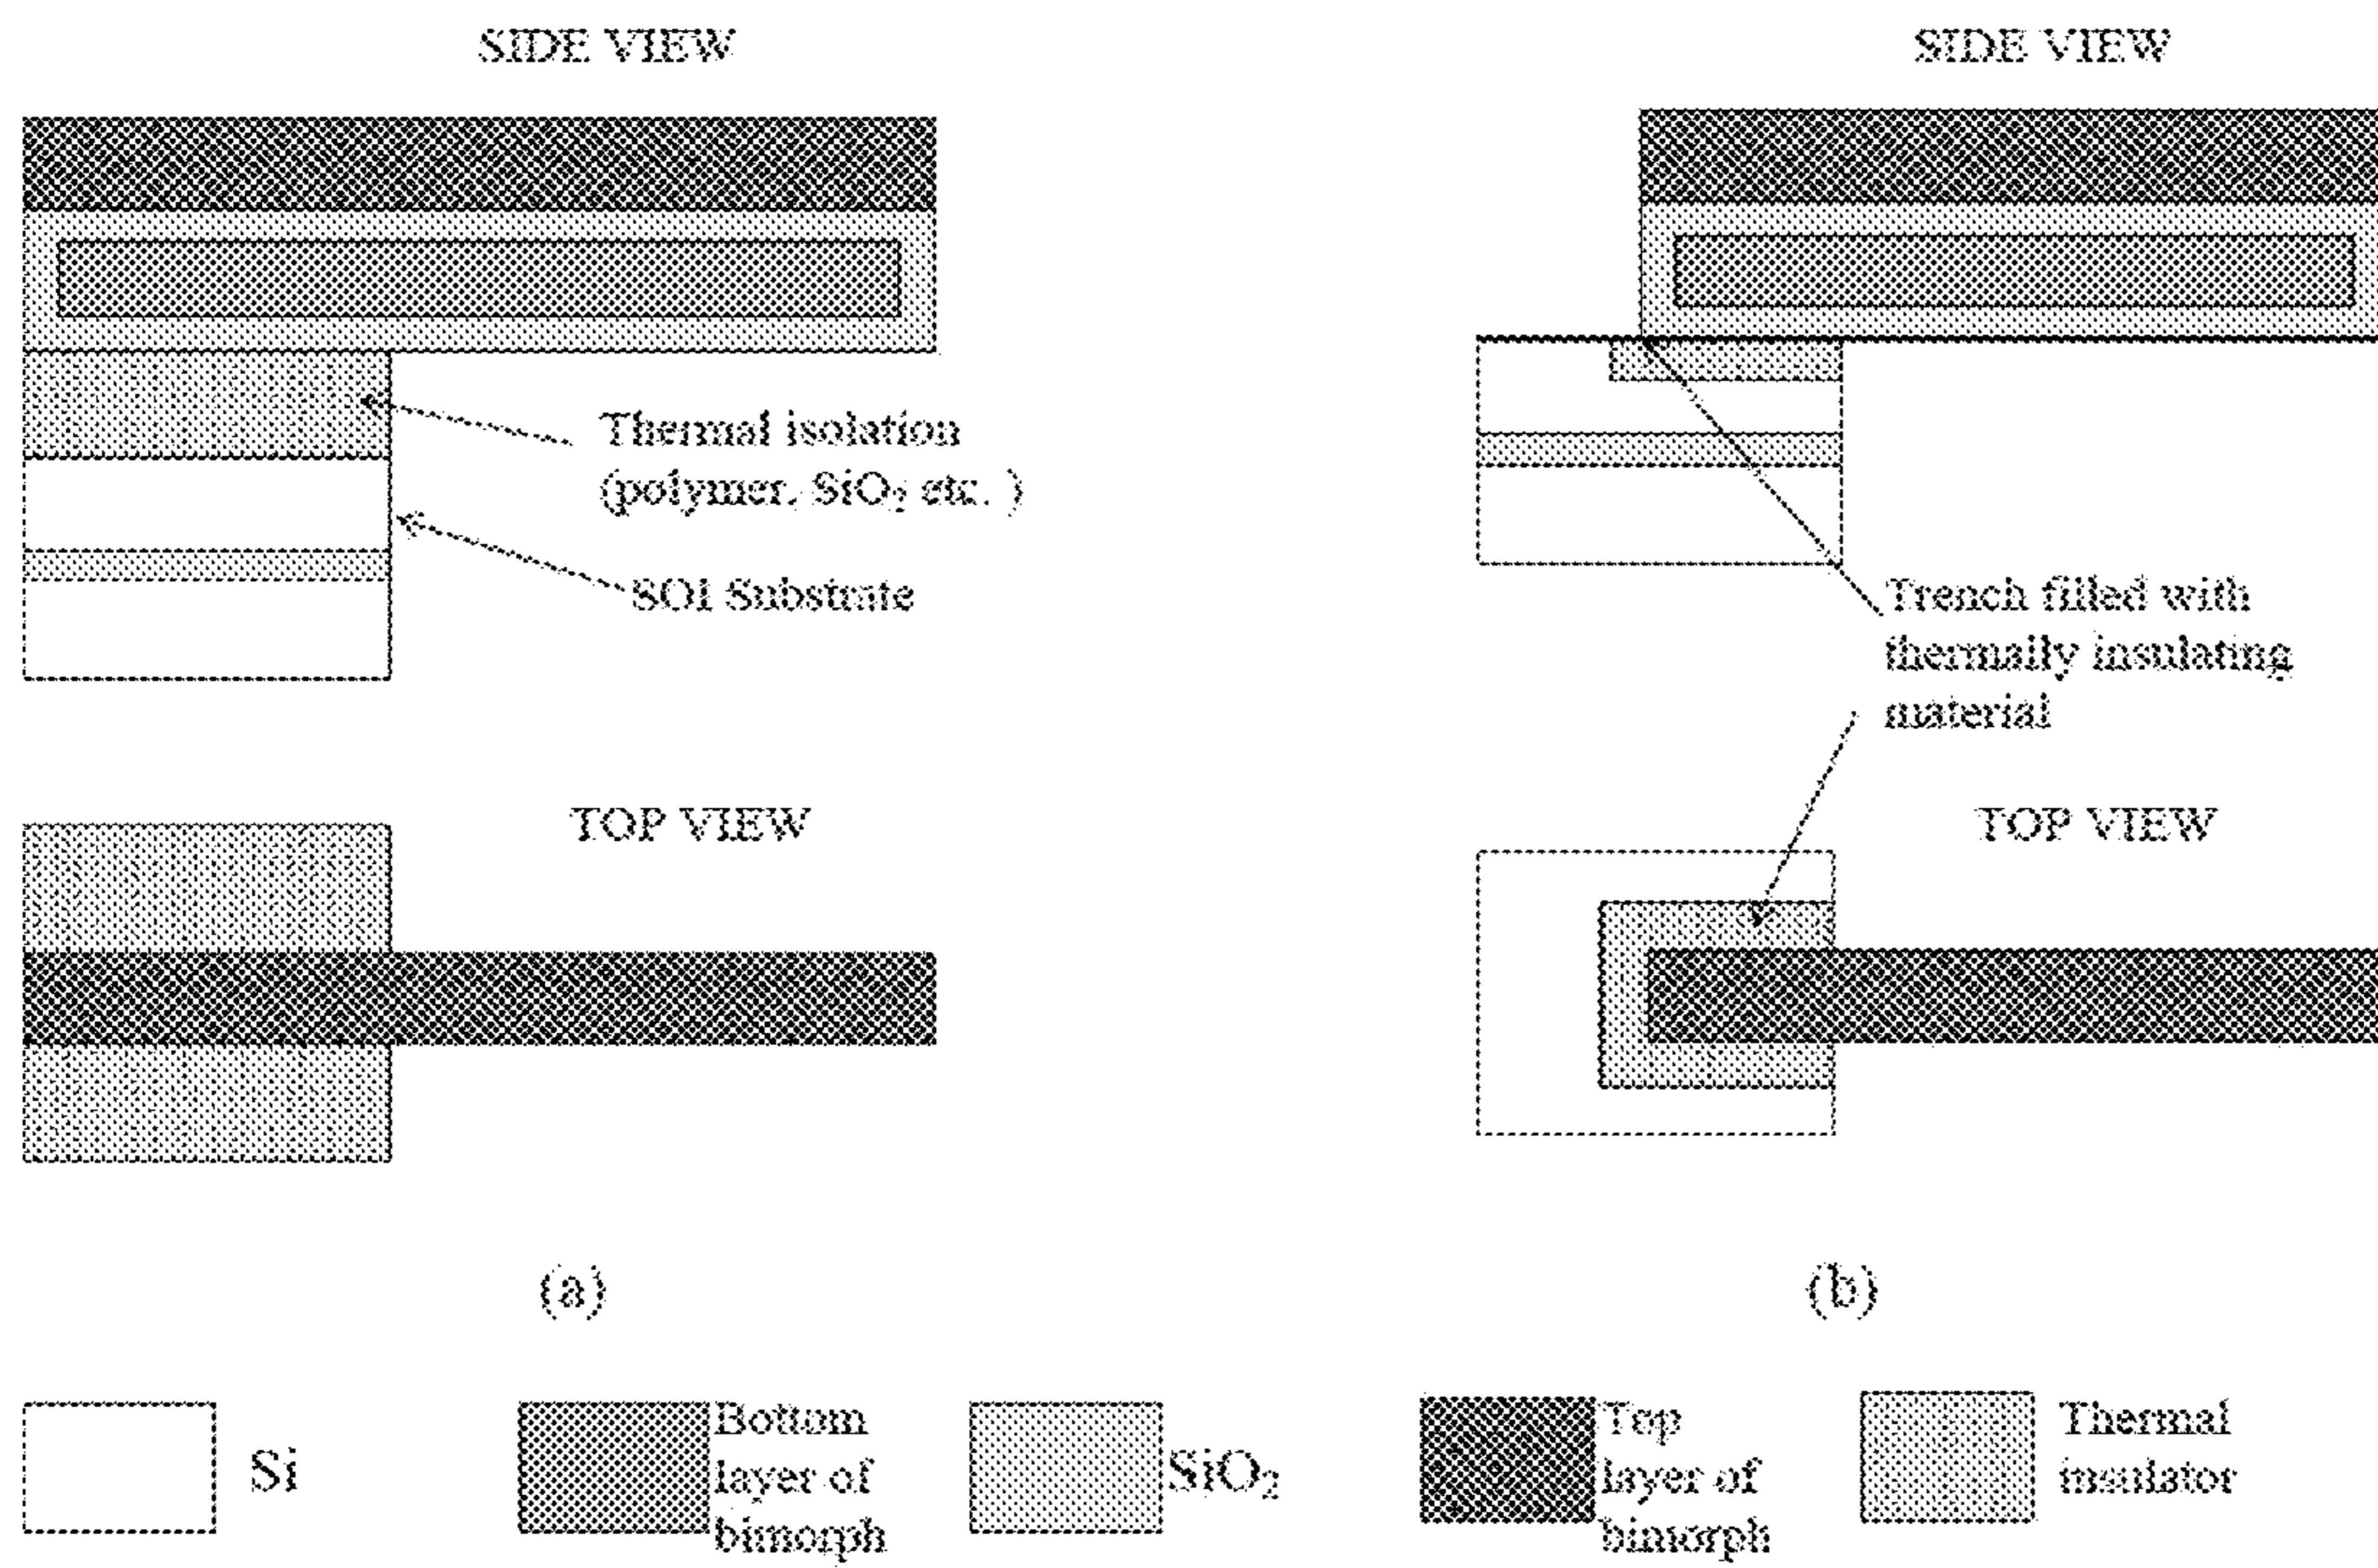 SIDE VIEW
SIDE VIEW
Thermal isolation
(polymer, SiO₂ etc. )
SOI Substrate
Trench filled with
thermally insulating
material
TOP VIEW
TOP VIEW
(a)
(b)
Si
Bottom
layer of
bimorph
SiO₂
Top
layer of
bimorph
Thermal
insulator